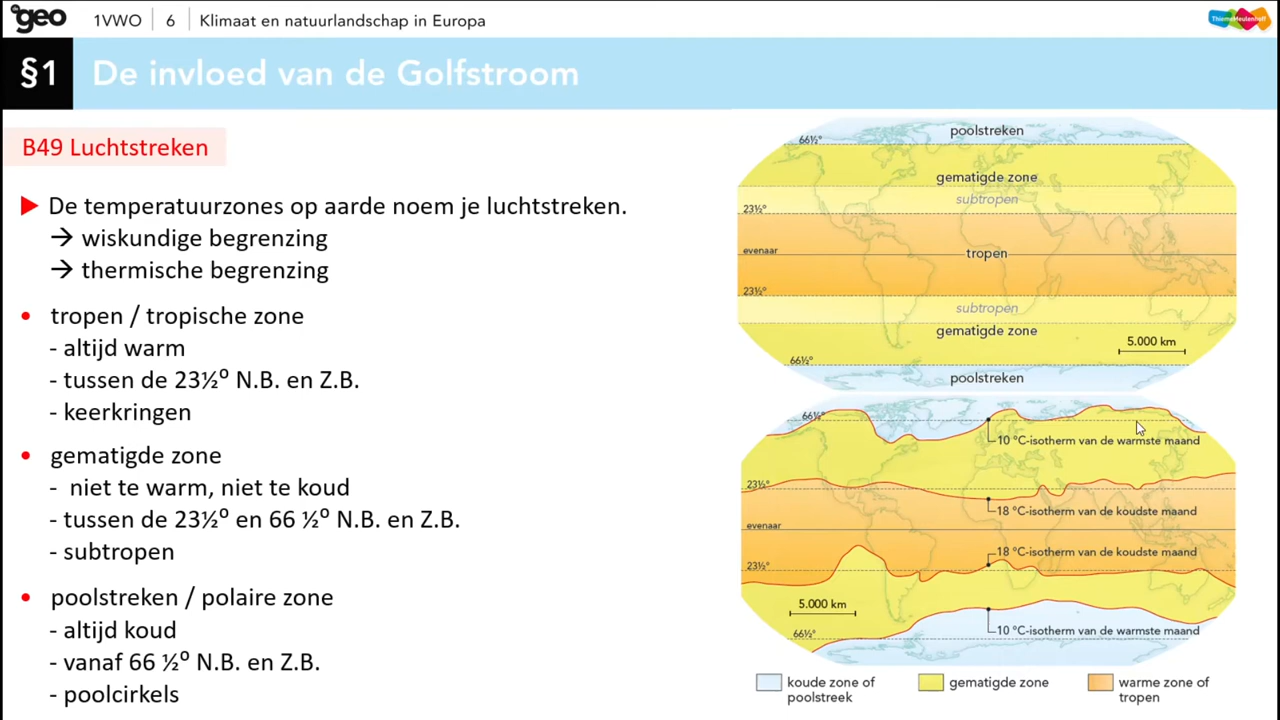 de geo
1VWO | 6 | Klimaat en natuurlandschap in Europa
ThiemeMeulenhoff
§1 De invloed van de Golfstroom
B49 Luchtstreken
De temperatuurzones op aarde noem je luchtstreken.
→ wiskundige begrenzing
→ thermische begrenzing
• tropen / tropische zone
- altijd warm
- tussen de 23½⁰ N.B. en Z.B.
- keerkringen
• gematigde zone
- niet te warm, niet te koud
- tussen de 23½⁰ en 66 ½⁰ N.B. en Z.B.
- subtropen
• poolstreken / polaire zone
- altijd koud
- vanaf 66 ½⁰ N.B. en Z.B.
- poolcirkels
poolstreken
66½°
gematigde zone
subtropen
23½°
evenaar
tropen
23½°
subtropen
gematigde zone
5.000 km
66½°
poolstreken
66½°
10 °C-isotherm van de warmste maand
23½°
18 °C-isotherm van de koudste maand
evenaar
18 °C-isotherm van de koudste maand
23½°
5.000 km
10 °C-isotherm van de warmste maand
66½°
koude zone of
poolstreek
gematigde zone
warme zone of
tropen